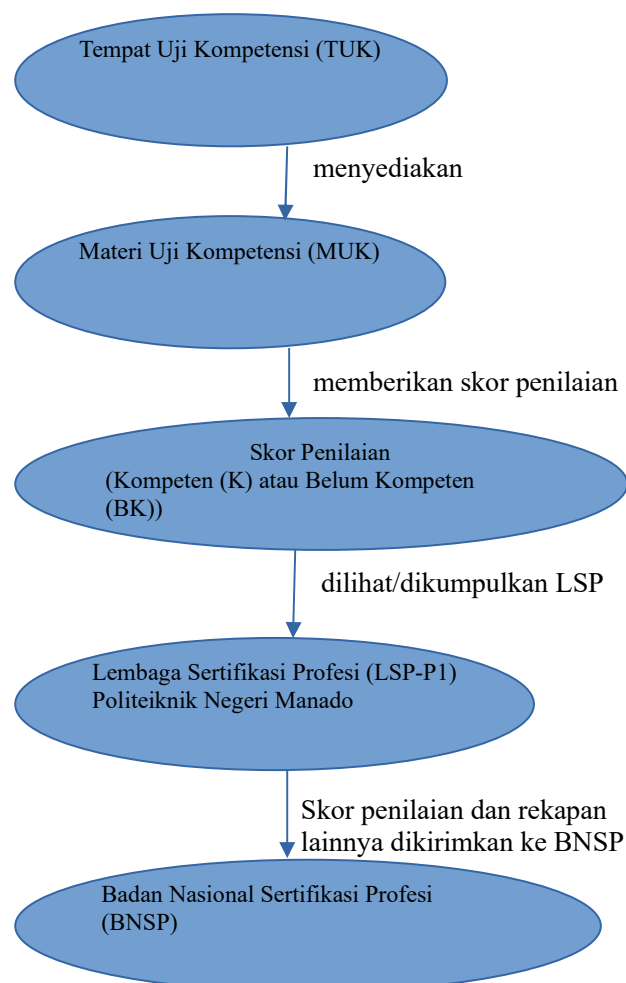 Tempat Uji Kompetensi (TUK)
menyediakan
Materi Uji Kompetensi (MUK)
memberikan skor penilaian
Skor Penilaian
(Kompeten (K) atau Belum Kompeten
(BK))
dilihat/dikumpulkan LSP
Lembaga Sertifikasi Profesi (LSP-P1)
Politeiknik Negeri Manado
Skor penilaian dan rekapan
lainnya dikirimkan ke BNSP
Badan Nasional Sertifikasi Profesi
(BNSP)